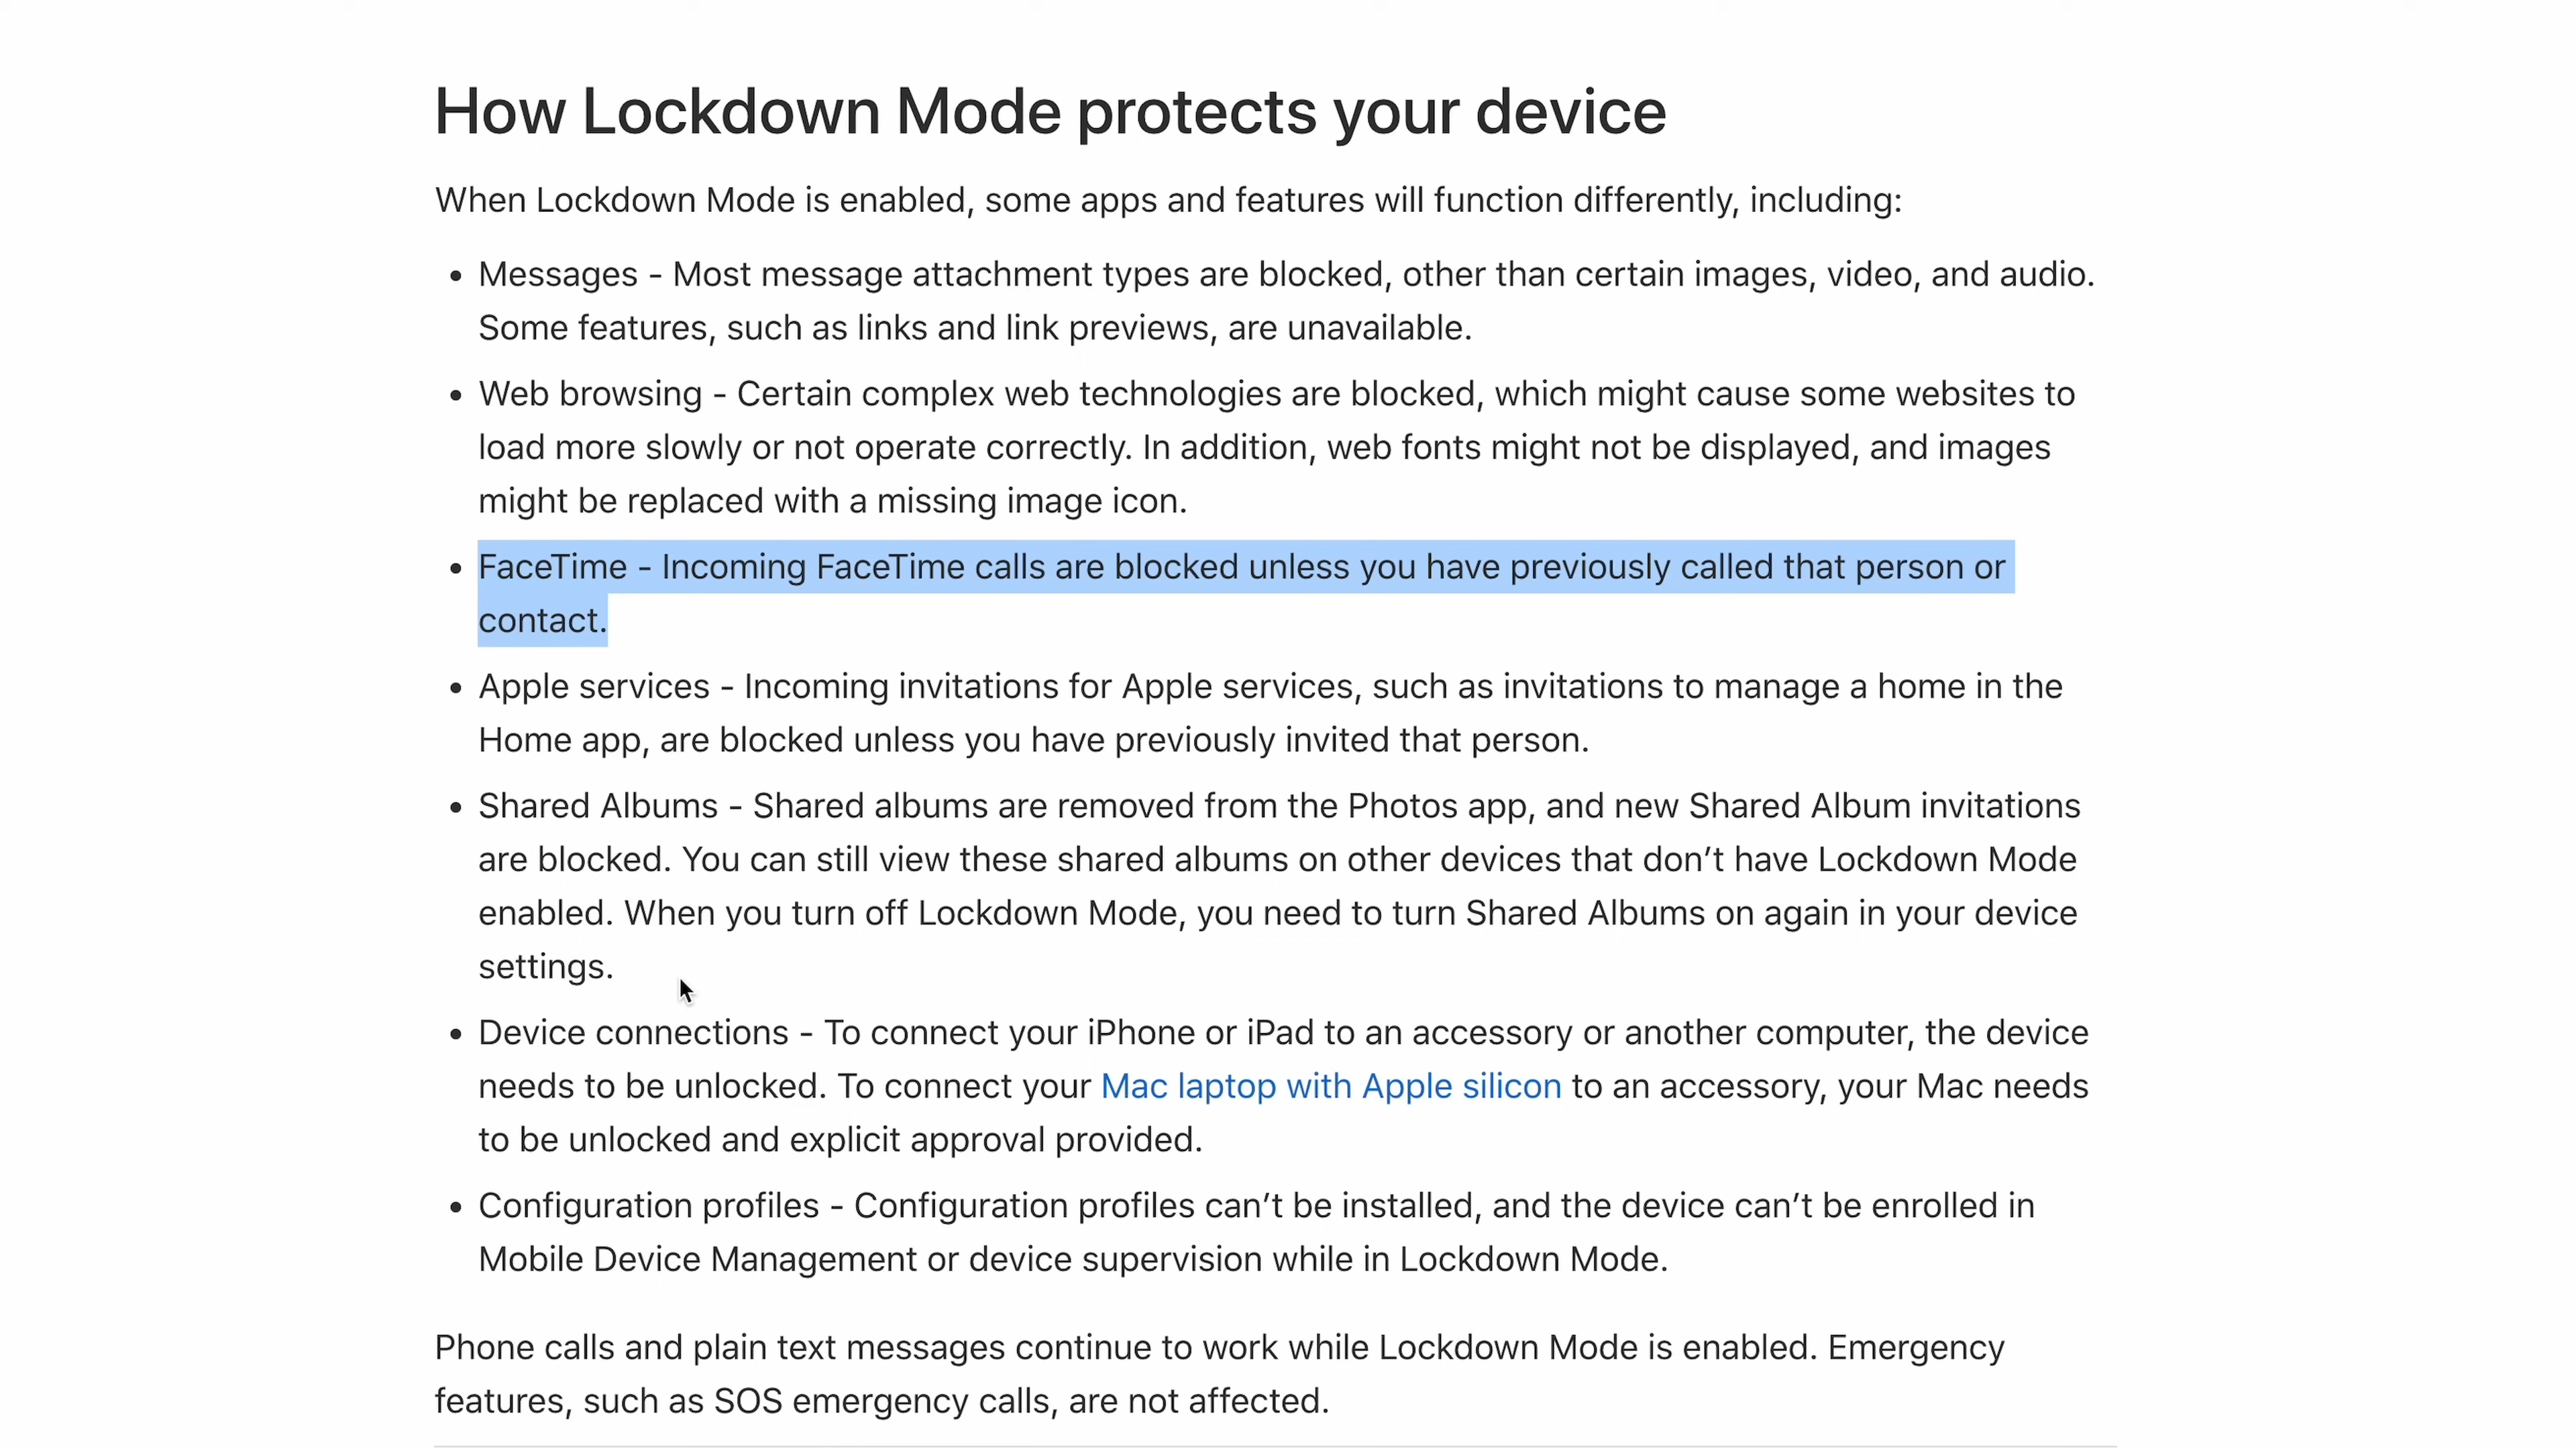 How Lockdown Mode protects your device
When Lockdown Mode is enabled, some apps and features will function differently, including:
• Messages - Most message attachment types are blocked, other than certain images, video, and audio.
Some features, such as links and link previews, are unavailable.
• Web browsing - Certain complex web technologies are blocked, which might cause some websites to
load more slowly or not operate correctly. In addition, web fonts might not be displayed, and images
might be replaced with a missing image icon.
• FaceTime - Incoming FaceTime calls are blocked unless you have previously called that person or
contact.
• Apple services - Incoming invitations for Apple services, such as invitations to manage a home in the
Home app, are blocked unless you have previously invited that person.
• Shared Albums - Shared albums are removed from the Photos app, and new Shared Album invitations
are blocked. You can still view these shared albums on other devices that don’t have Lockdown Mode
enabled. When you turn off Lockdown Mode, you need to turn Shared Albums on again in your device
settings.
• Device connections - To connect your iPhone or iPad to an accessory or another computer, the device
needs to be unlocked. To connect your Mac laptop with Apple silicon to an accessory, your Mac needs
to be unlocked and explicit approval provided.
• Configuration profiles - Configuration profiles can’t be installed, and the device can’t be enrolled in
Mobile Device Management or device supervision while in Lockdown Mode.
Phone calls and plain text messages continue to work while Lockdown Mode is enabled. Emergency
features, such as SOS emergency calls, are not affected.